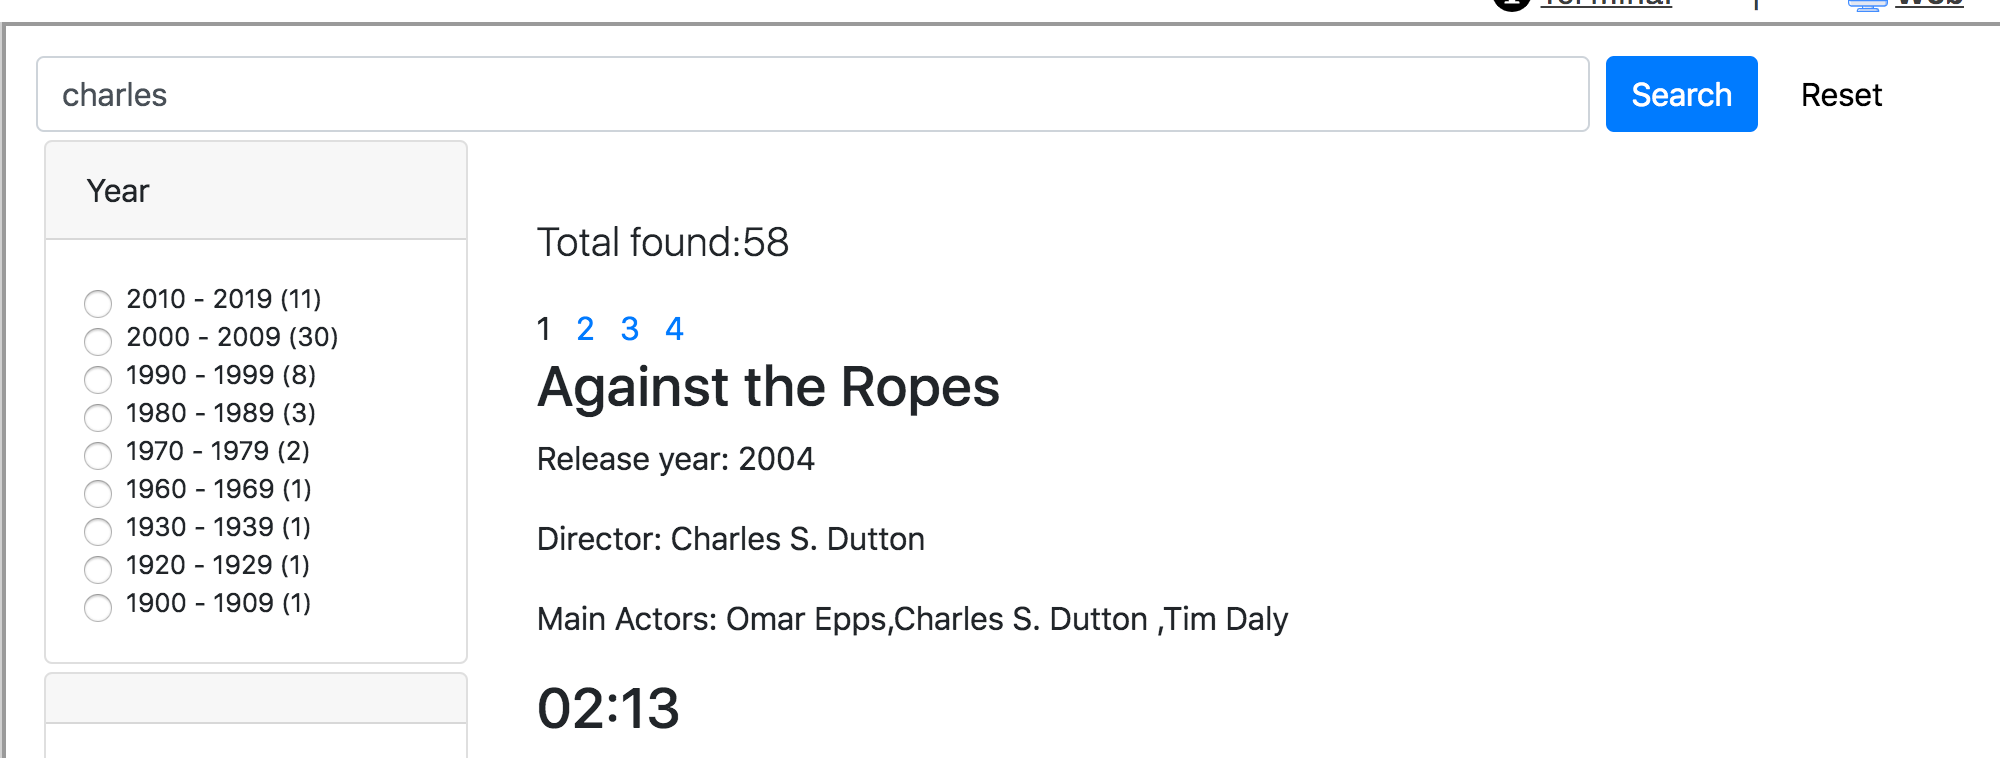 Terminal | Web
charles
Search
Reset
Year
2010 - 2019 (11)
2000 - 2009 (30)
1990 - 1999 (8)
1980 - 1989 (3)
1970 - 1979 (2)
1960 - 1969 (1)
1930 - 1939 (1)
1920 - 1929 (1)
1900 - 1909 (1)
Total found:58
1 2 3 4
Against the Ropes
Release year: 2004
Director: Charles S. Dutton
Main Actors: Omar Epps,Charles S. Dutton ,Tim Daly
02:13